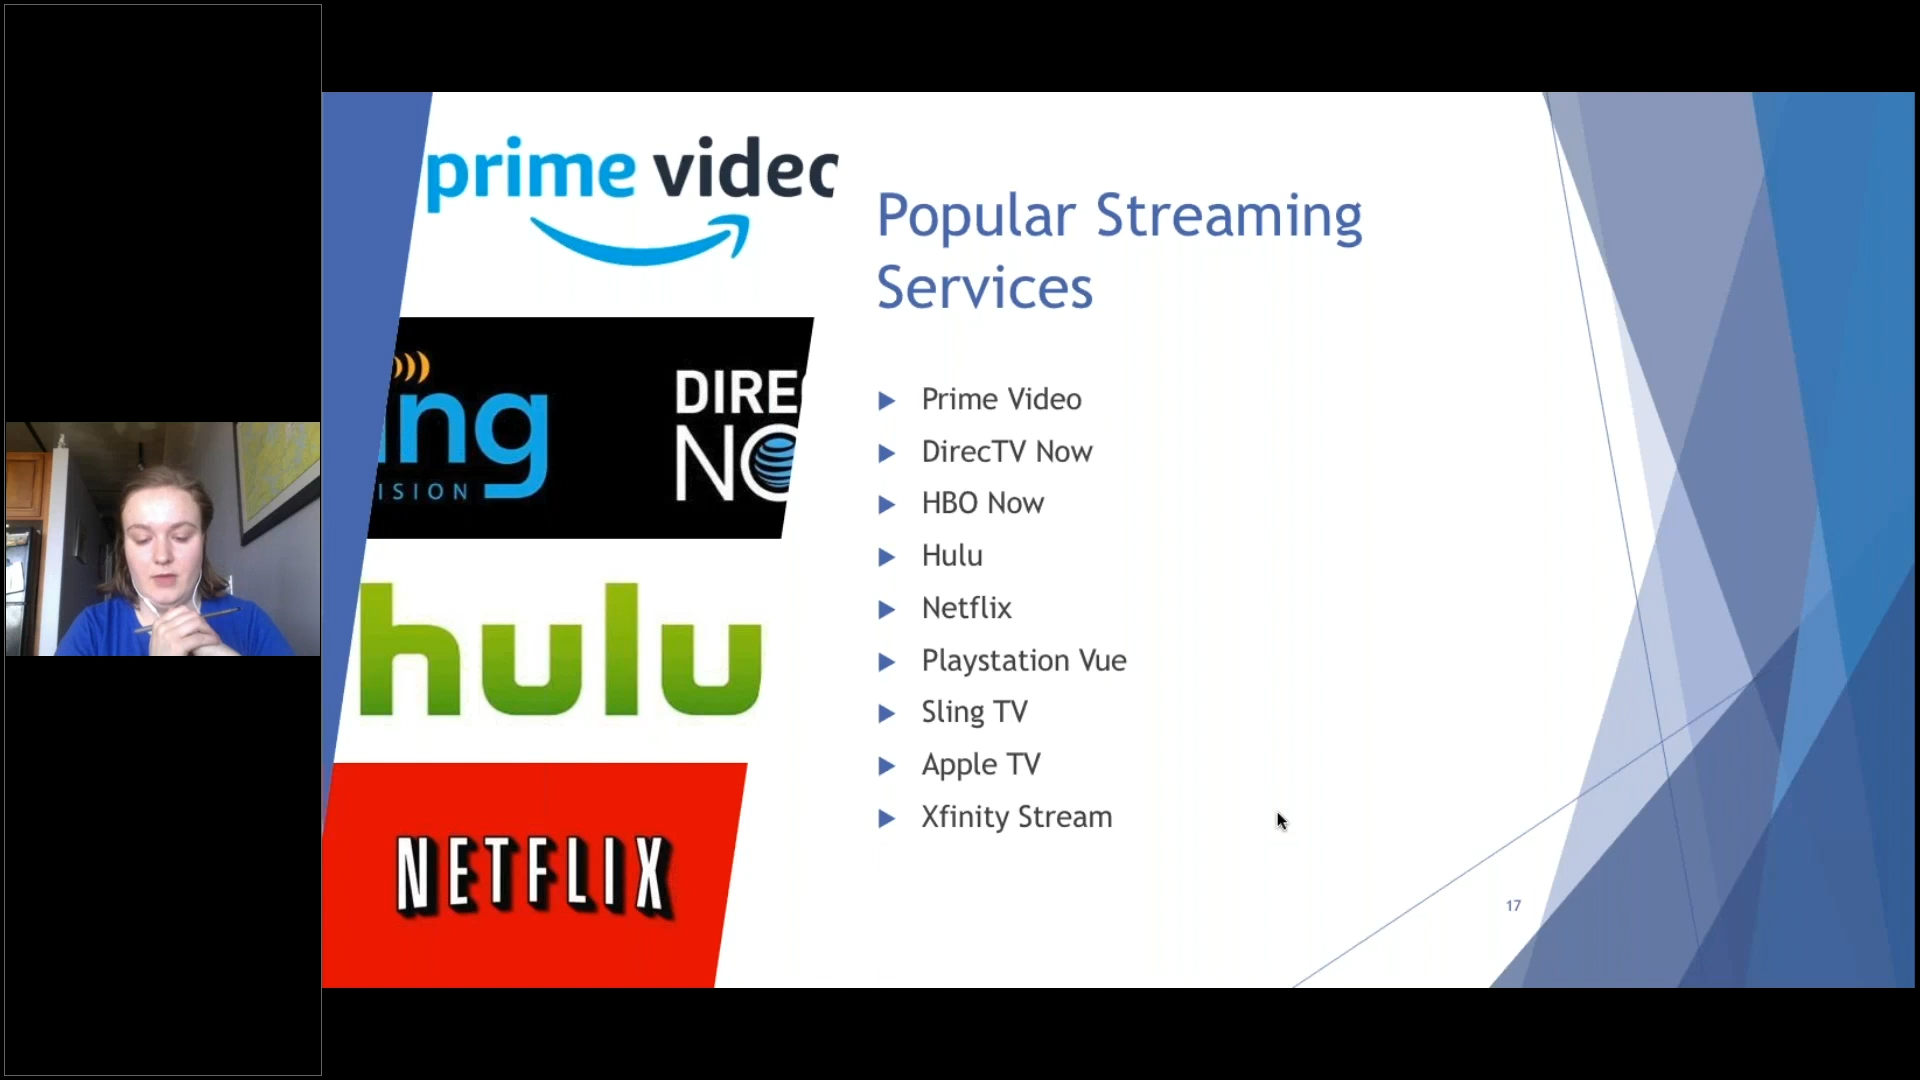 prime video
Popular Streaming
Services
ing
ISION
DIRE
NO
hulu
NETFLIX
Prime Video
DirecTV Now
HBO Now
Hulu
Netflix
Playstation Vue
Sling TV
Apple TV
Xfinity Stream
17